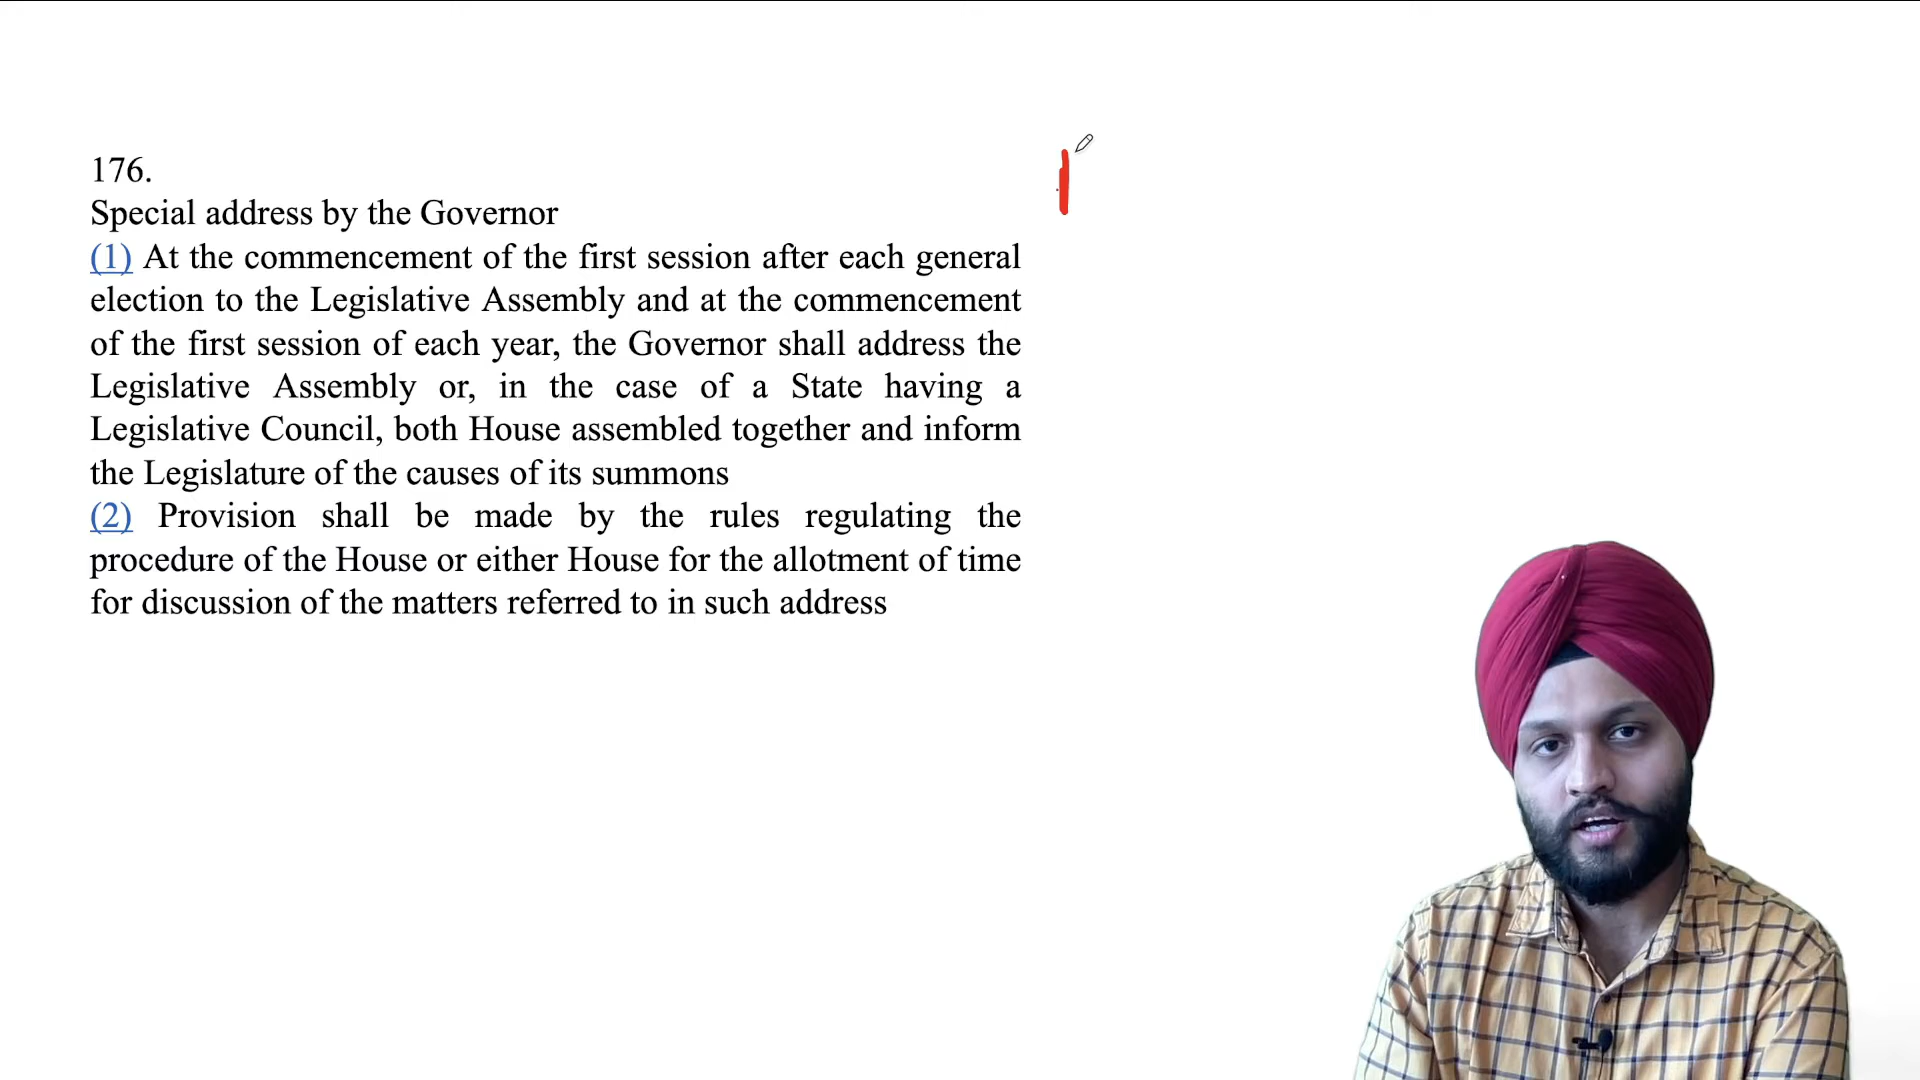 176.
Special address by the Governor
(1) At the commencement of the first session after each general
election to the Legislative Assembly and at the commencement
of the first session of each year, the Governor shall address the
Legislative Assembly or, in the case of a State having a
Legislative Council, both House assembled together and inform
the Legislature of the causes of its summons
(2) Provision shall be made by the rules regulating the
procedure of the House or either House for the allotment of time
for discussion of the matters referred to in such address